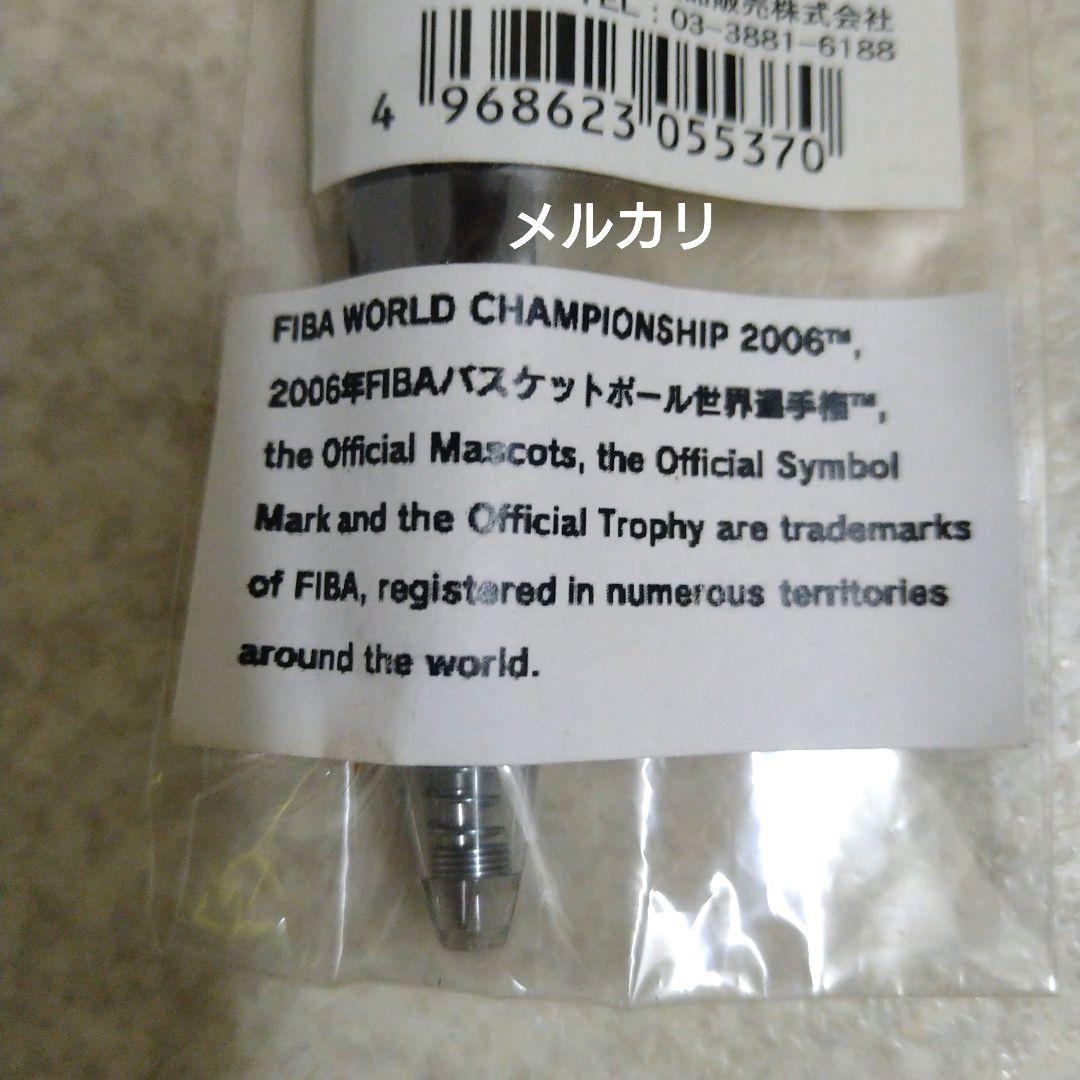 販売株式会社
TEL：03-3881-6188
4 968623 055370
メルカリ
FIBA WORLD CHAMPIONSHIP 2006™,
2006年FIBAバスケットボール世界選手権™,
the Official Mascots, the Official Symbol
Mark and the Official Trophy are trademarks
of FIBA, registered in numerous territories
around the world.